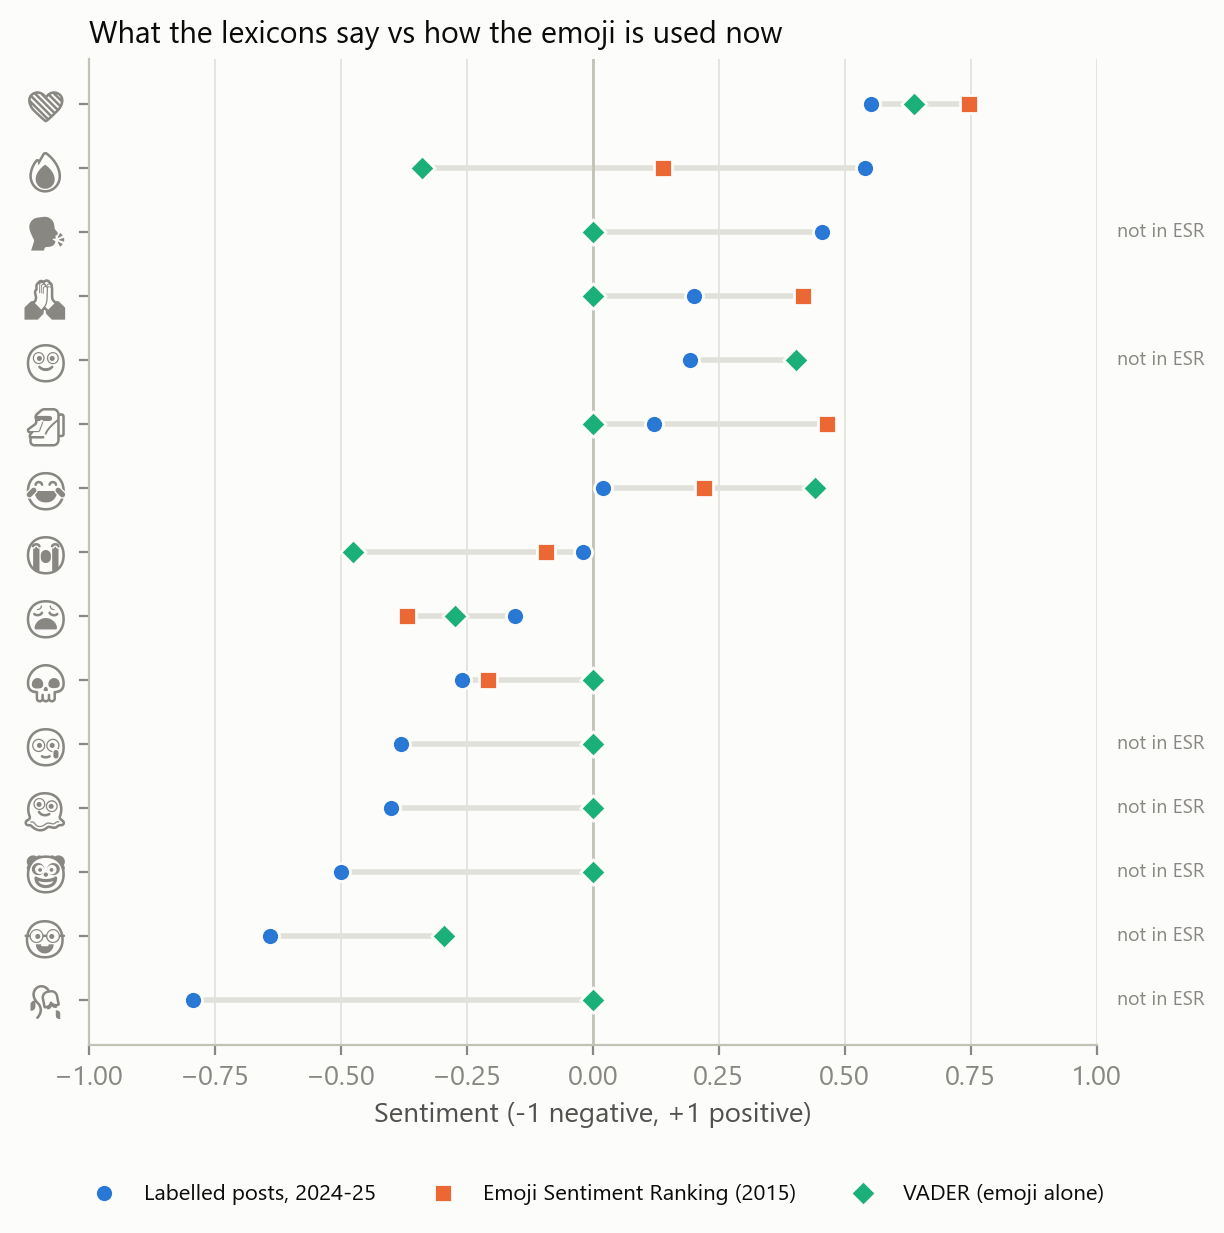 What the lexicons say vs how the emoji is used now
not in ESR
not in ESR
not in ESR
not in ESR
not in ESR
not in ESR
not in ESR
−1.00 −0.75 −0.50 −0.25 0.00 0.25 0.50 0.75 1.00
Sentiment (-1 negative, +1 positive)
Labelled posts, 2024-25 Emoji Sentiment Ranking (2015) VADER (emoji alone)